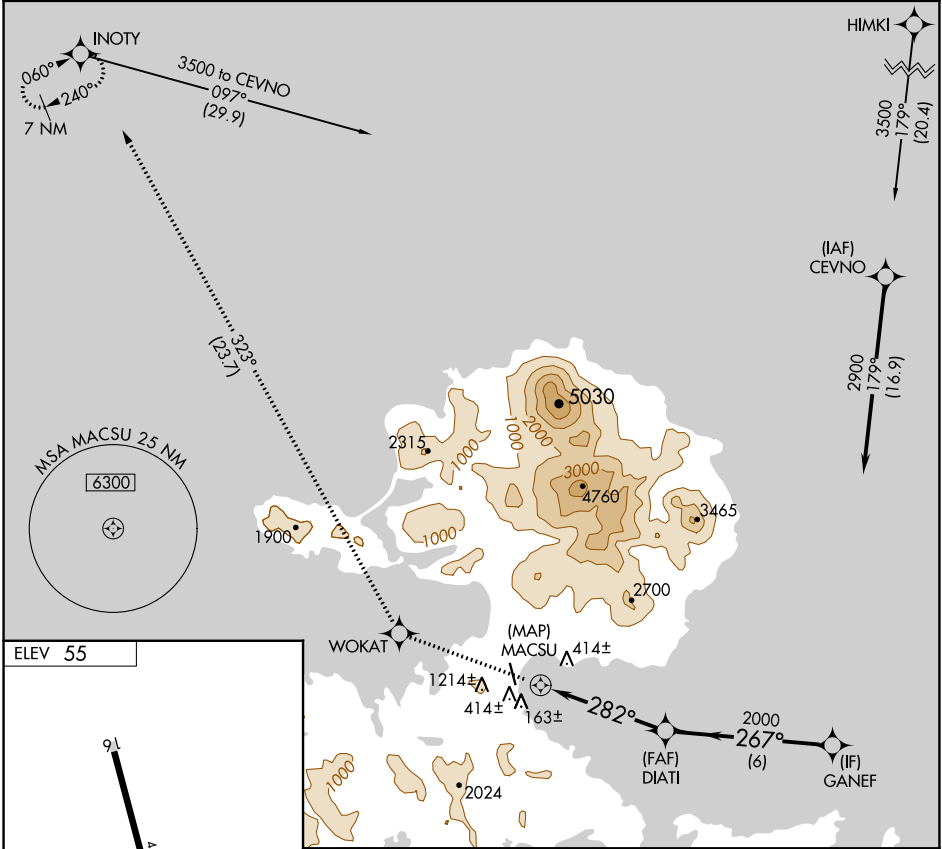 INOTY
060°
240°
7 NM
3500 to CEVNO
097°
(29.9)
HIMKI
3500
179°
(20.4)
(IAF)
CEVNO
2900
179°
(16.9)
323°
(23.7)
MSA MACSU 25 NM
6300
5030
2315
1000
1000
2000
3000
4760
3465
1900
1000
2700
WOKAT
(MAP)
MACSU
414±
1214±
414±
163±
282°
2000
267°
(6)
(FAF)
DIATI
(IF)
GANEF
1000
2024
ELEV 55
16
4